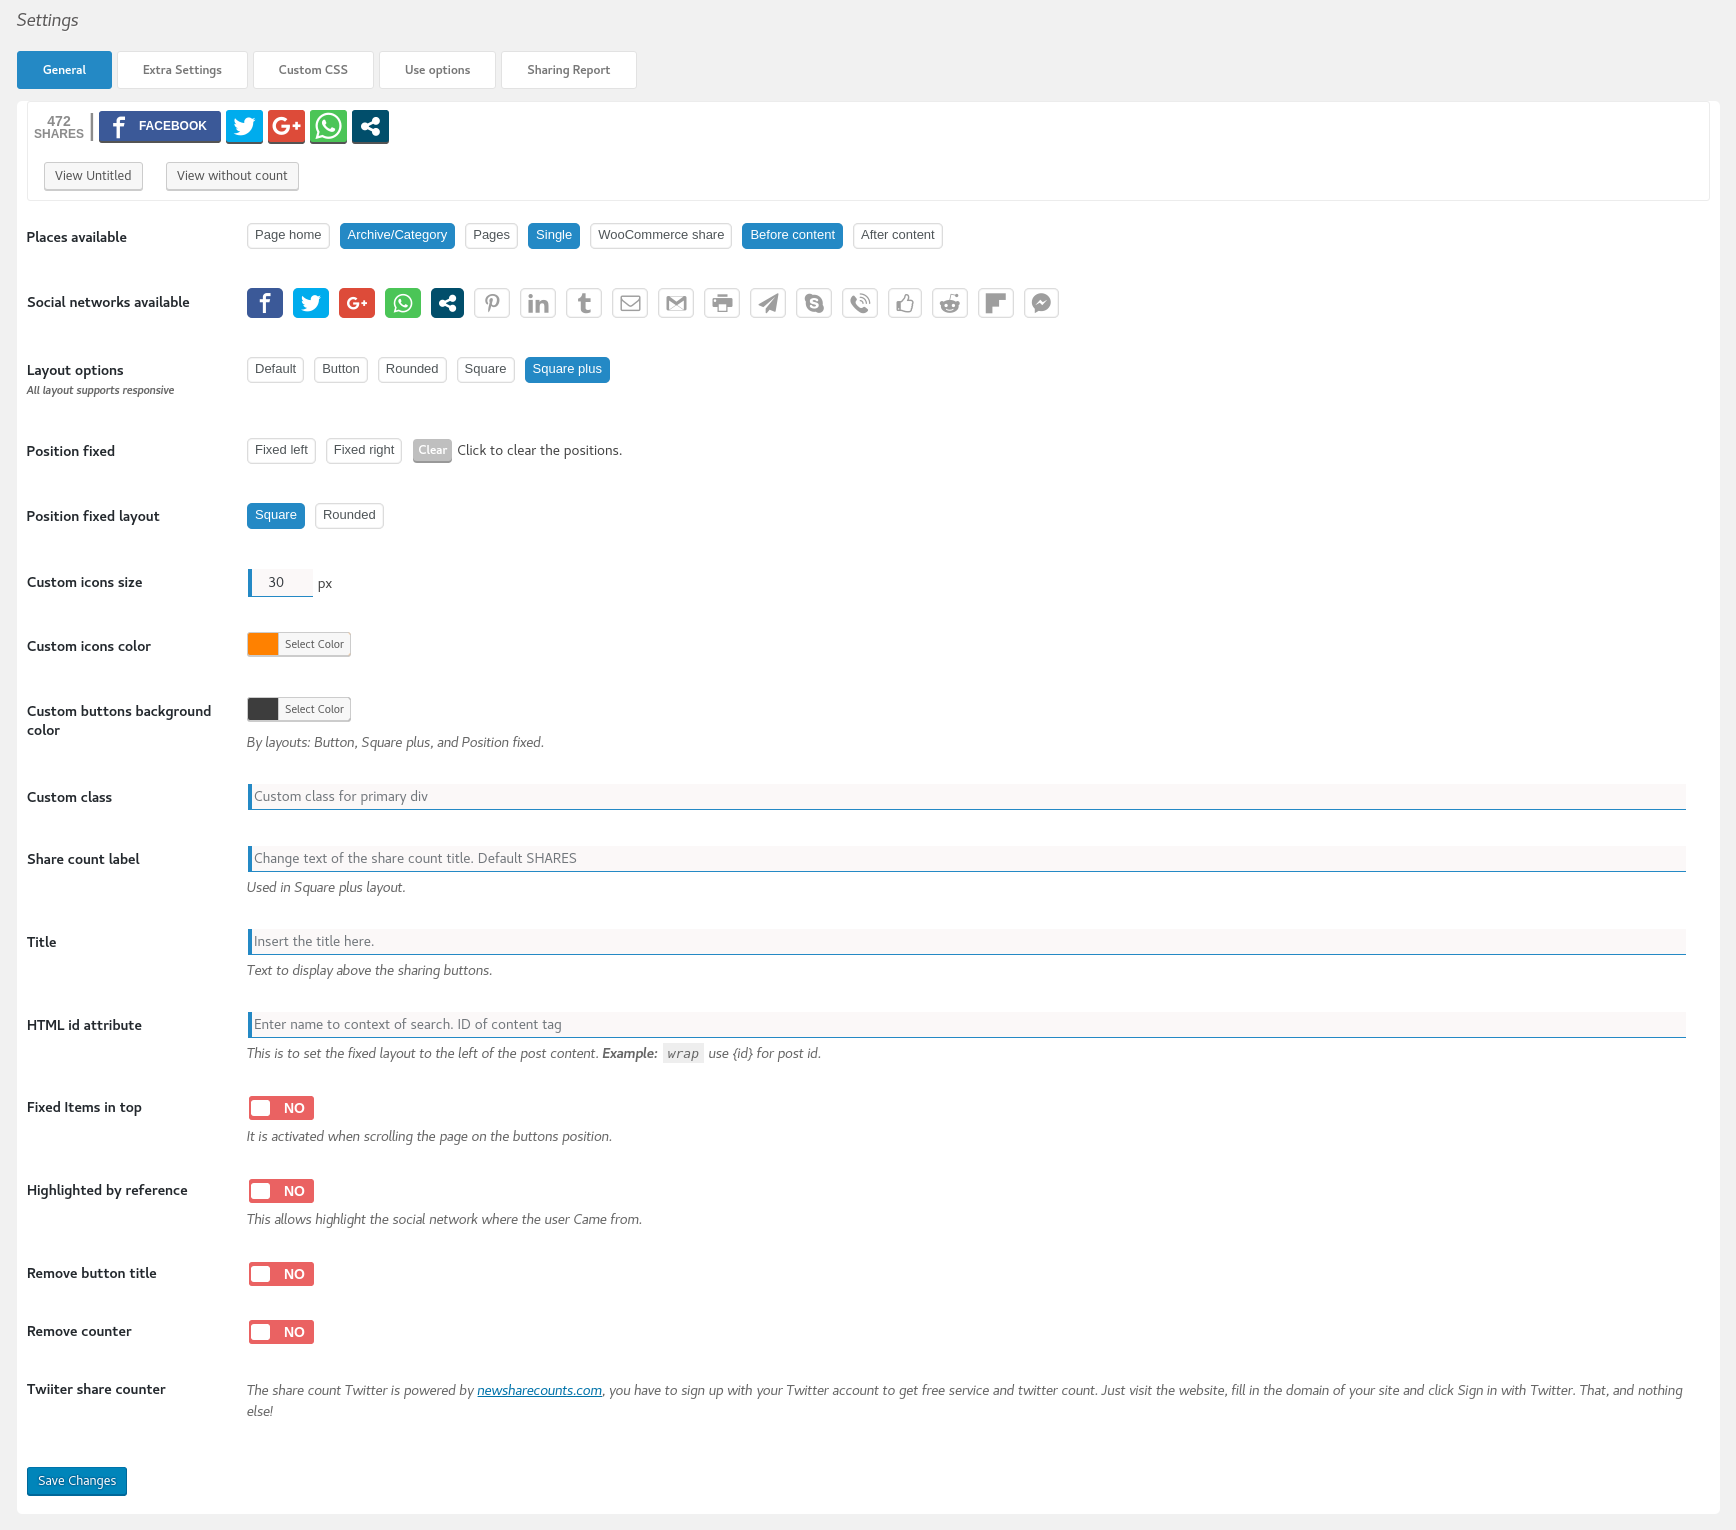 Settings
General Extra Settings Custom CSS Use options Sharing Report
472
SHARES
FACEBOOK
View Untitled View without count
Places available Page home Archive/Category Pages Single WooCommerce share Before content After content
Social networks available
Layout options Default Button Rounded Square Square plus
All layout supports responsive
Position fixed Fixed left Fixed right Clear Click to clear the positions.
Position fixed layout Square Rounded
Custom icons size 30 px
Custom icons color Select Color
Custom buttons background
color
Select Color
By layouts: Button, Square plus, and Position fixed.
Custom class Custom class for primary div
Share count label Change text of the share count title. Default SHARES
Used in Square plus layout.
Title Insert the title here.
Text to display above the sharing buttons.
HTML id attribute Enter name to context of search. ID of content tag
This is to set the fixed layout to the left of the post content. Example: wrap use {id} for post id.
Fixed Items in top NO
It is activated when scrolling the page on the buttons position.
Highlighted by reference NO
This allows highlight the social network where the user Came from.
Remove button title NO
Remove counter NO
Twiiter share counter The share count Twitter is powered by newsharecounts.com, you have to sign up with your Twitter account to get free service and twitter count. Just visit the website, fill in the domain of your site and click Sign in with Twitter. That, and nothing
else!
Save Changes